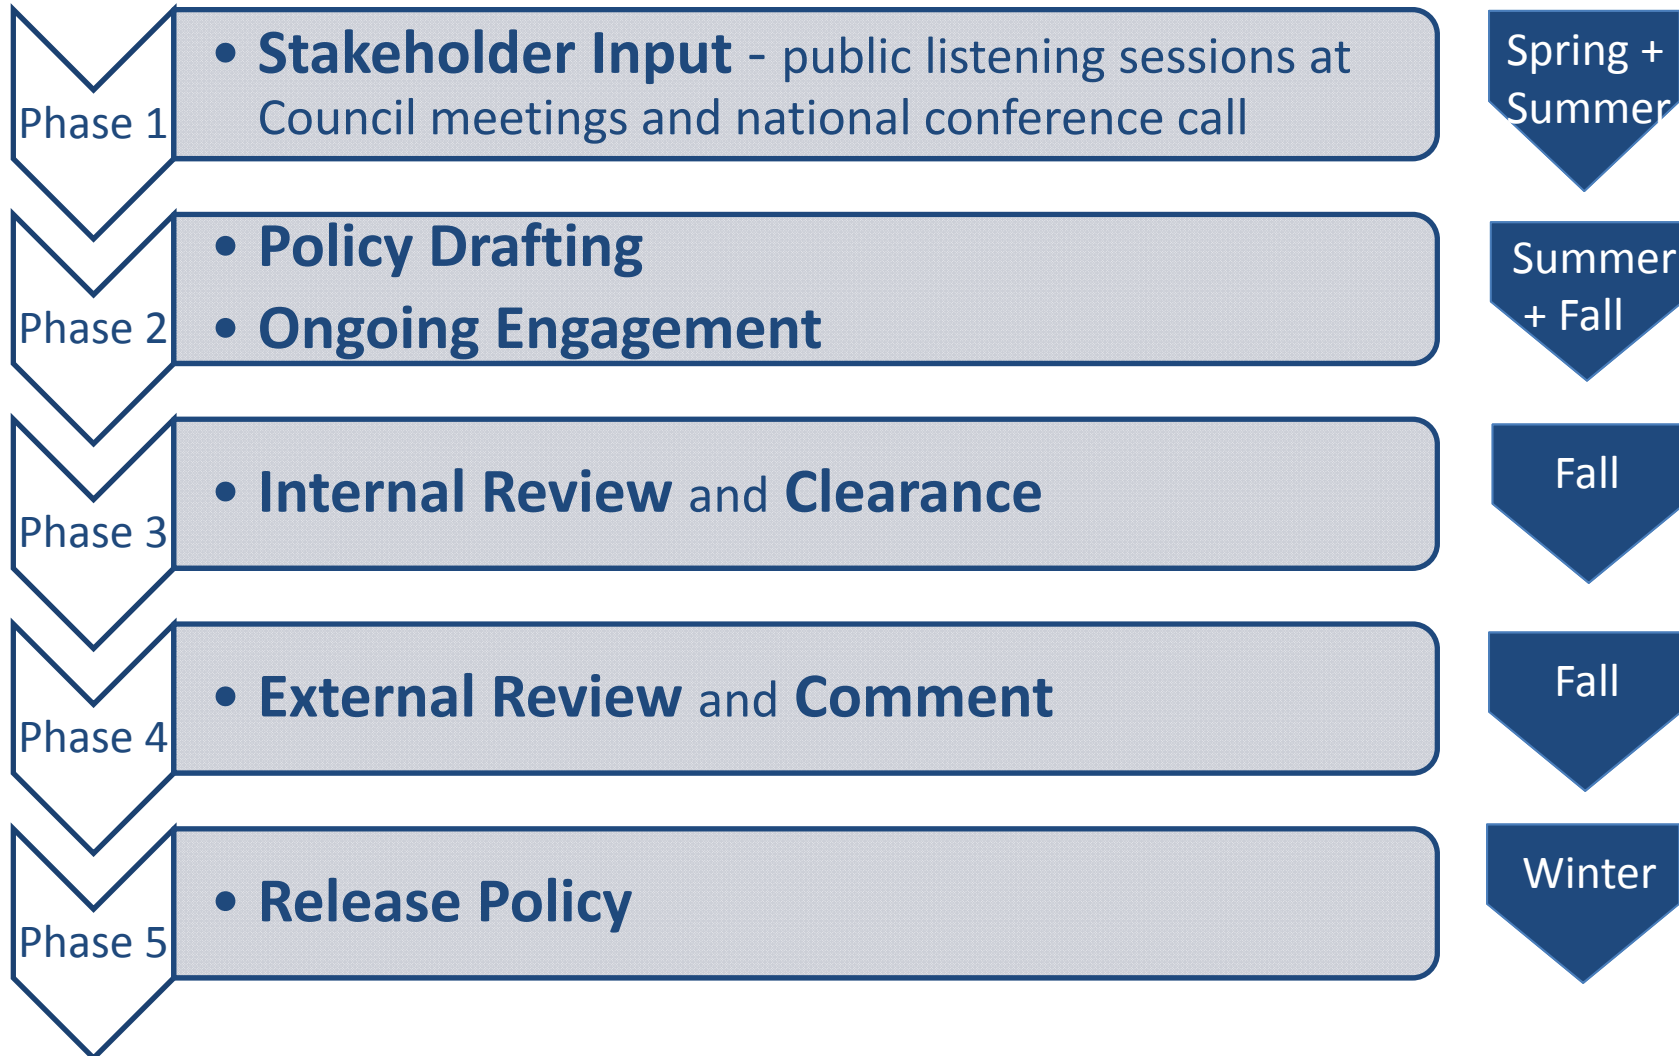 Phase 1
• Stakeholder Input - public listening sessions at
Council meetings and national conference call
Spring +
Summer
Phase 2
• Policy Drafting
• Ongoing Engagement
Summer
+ Fall
Phase 3
• Internal Review and Clearance
Fall
Phase 4
• External Review and Comment
Fall
Phase 5
• Release Policy
Winter